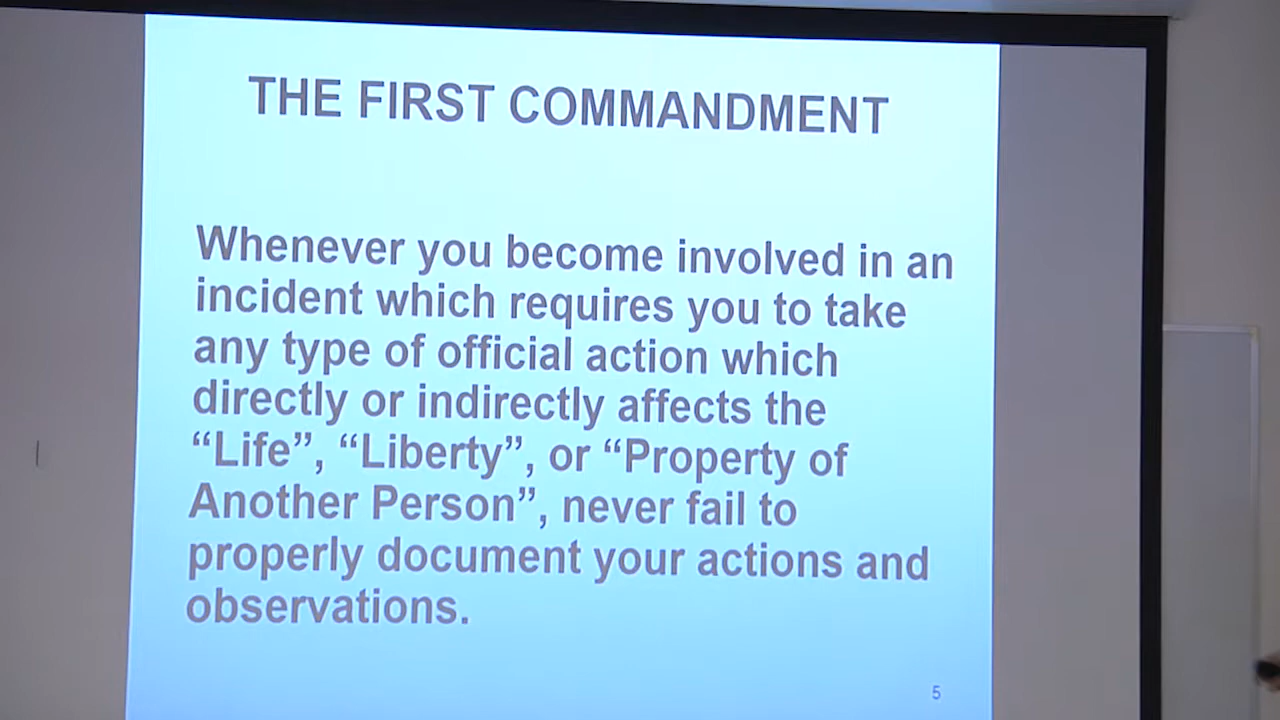 THE FIRST COMMANDMENT
Whenever you become involved in an
incident which requires you to take
any type of official action which
directly or indirectly affects the
“Life”, “Liberty”, or “Property of
Another Person”, never fail to
properly document your actions and
observations.
5